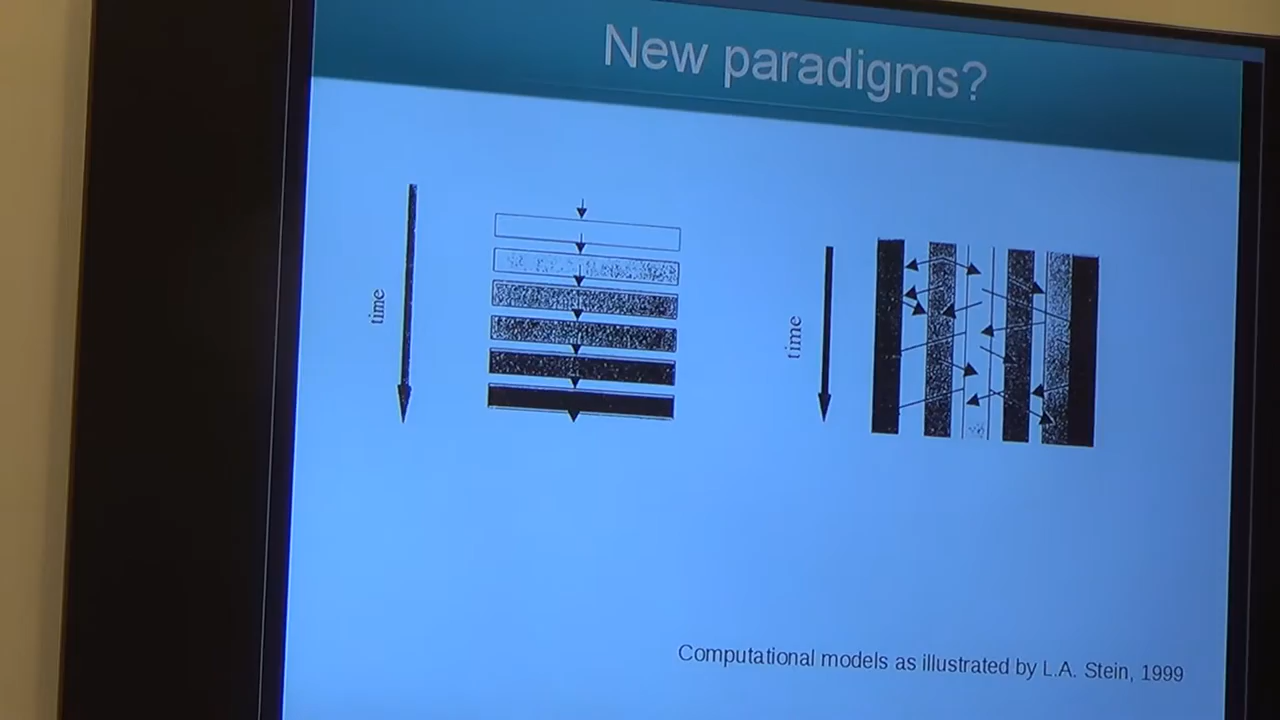 New paradigms?
time
time
Computational models as illustrated by L.A. Stein, 1999